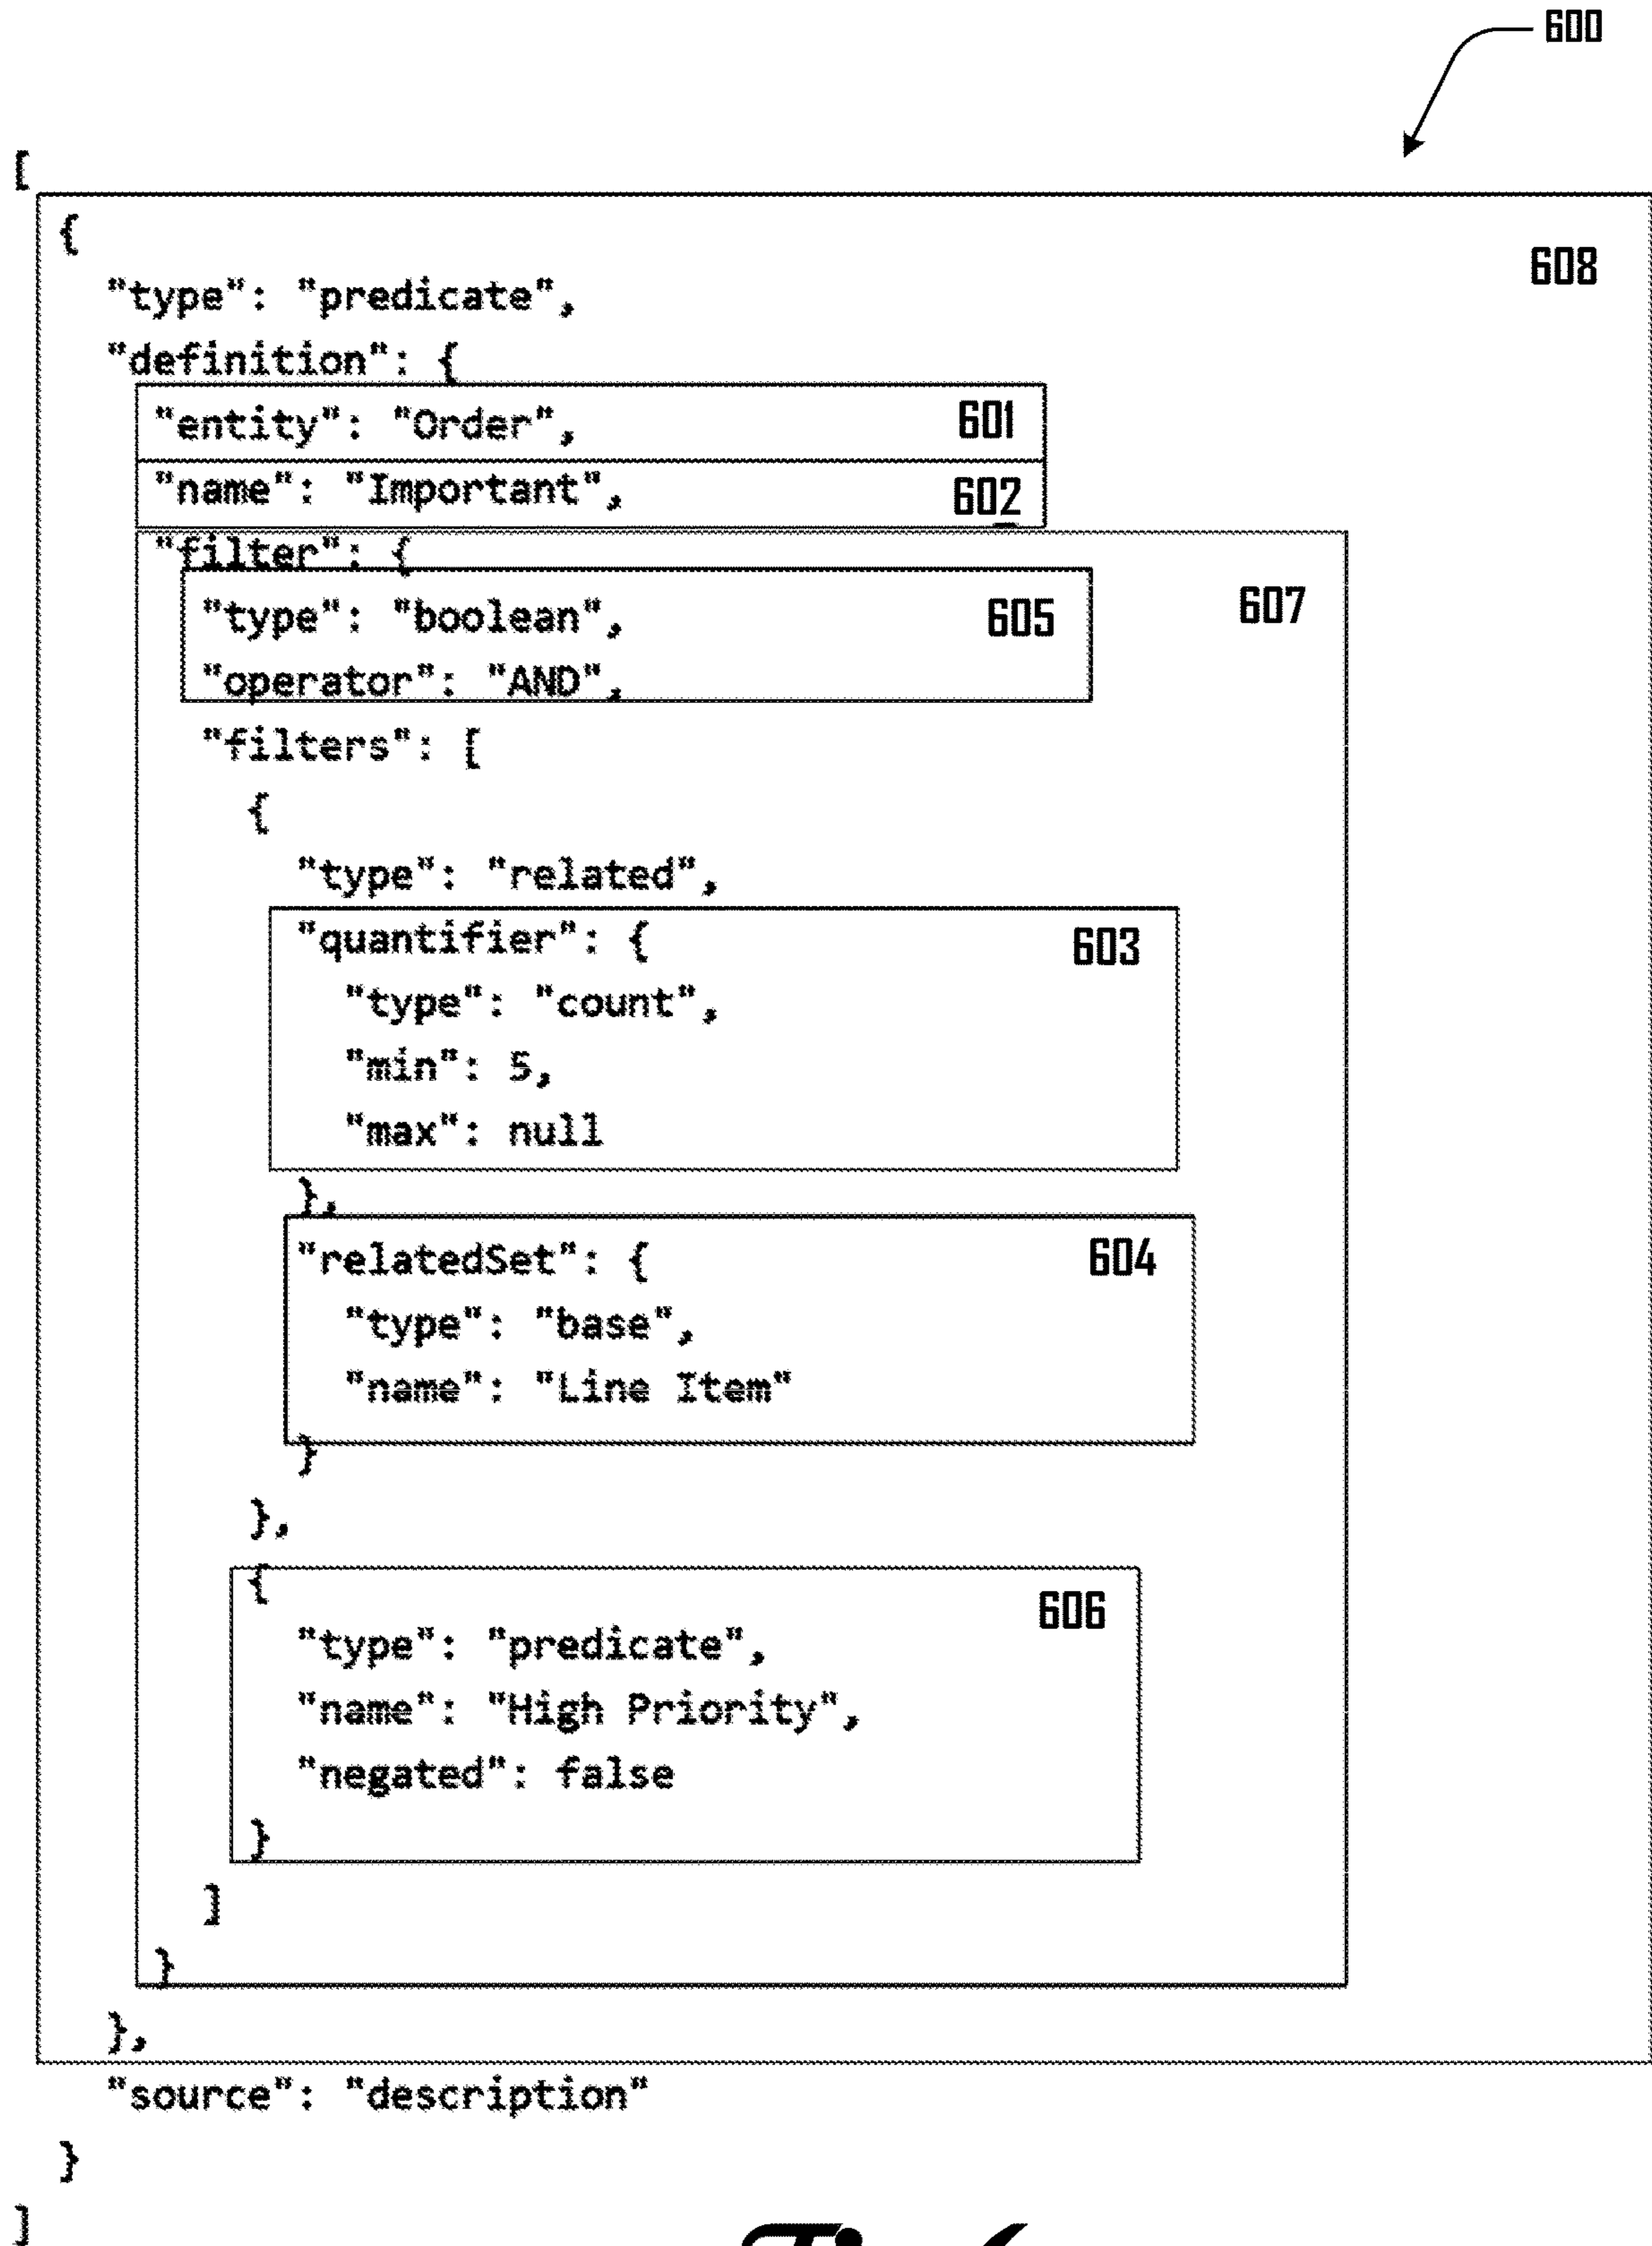 600
[
{
608
"type": "predicate",
"definition": {
"entity": "Order", 601
"name": "Important", 602
"filter": {
"type": "boolean", 605 607
"operator": "AND",
"filters": [
{
"type": "related",
"quantifier": { 603
"type": "count",
"min": 5,
"max": null
},
"relatedSet": { 604
"type": "base",
"name": "Line Item"
}
},
{
606
"type": "predicate",
"name": "High Priority",
"negated": false
}
]
}
},
"source": "description"
}
]